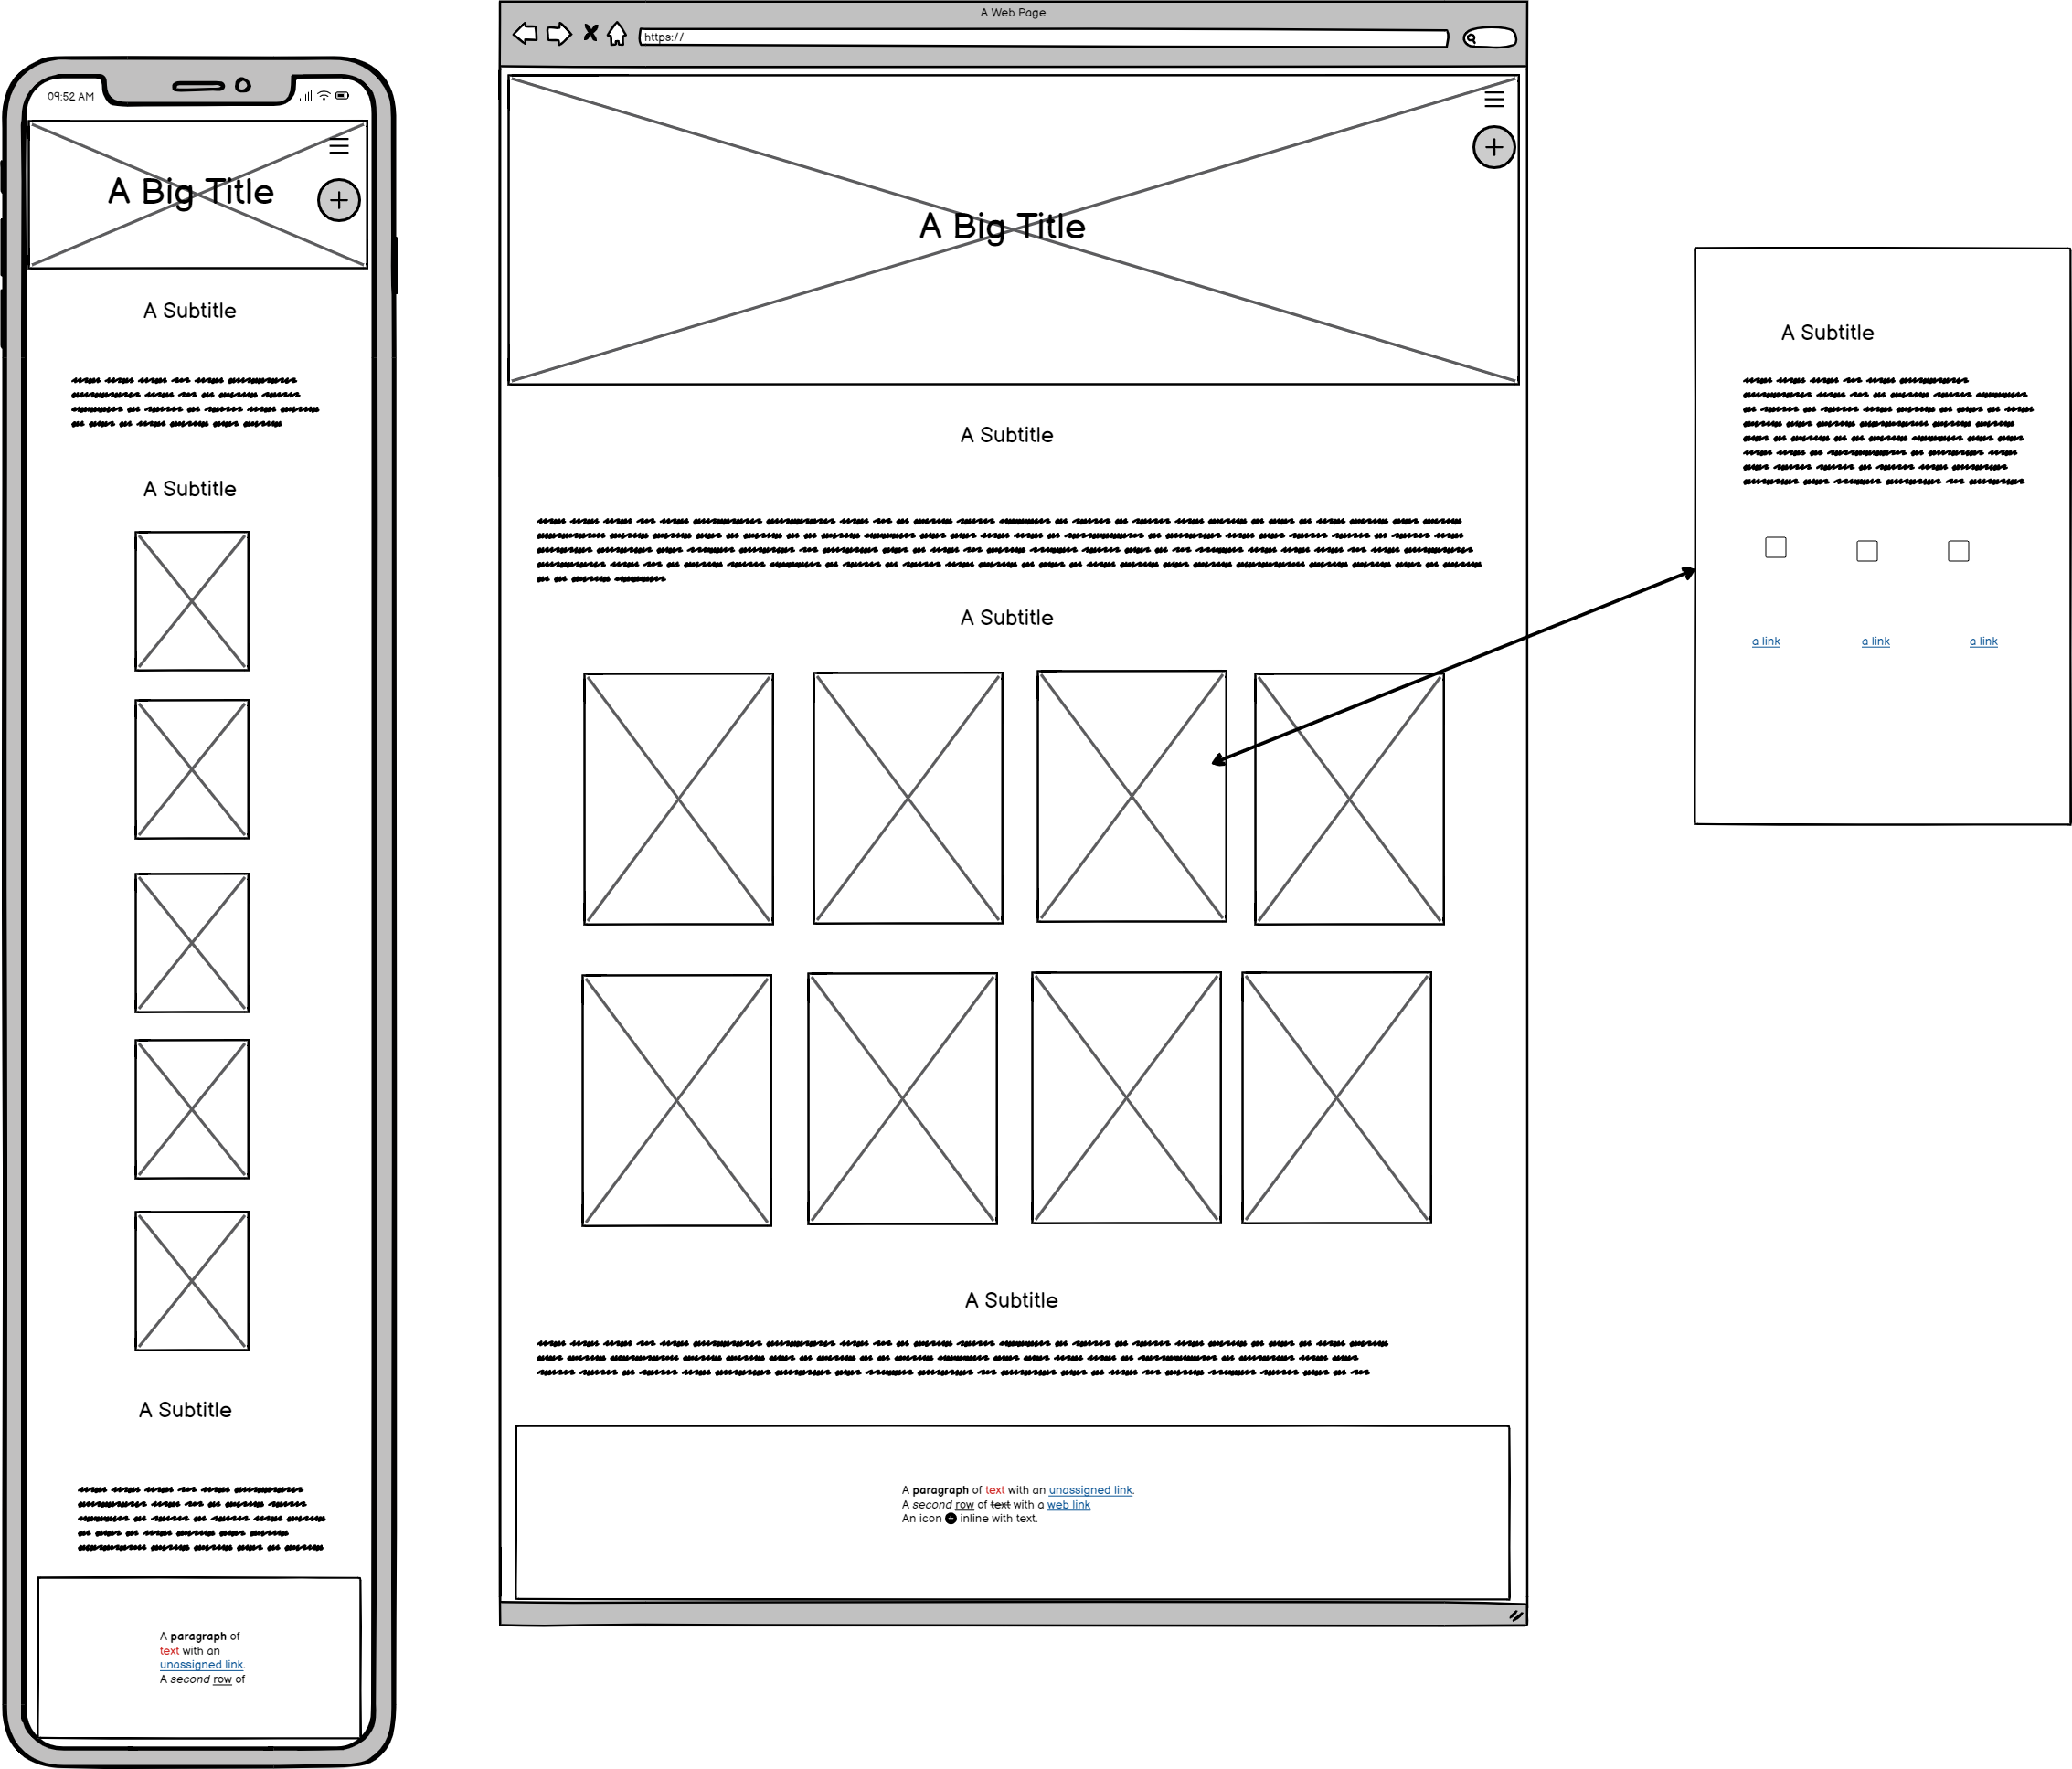 09:52 AM
A Big Title
A Subtitle
A Subtitle
A Subtitle
A paragraph of
text with an
unassigned link.
A second row of
A Web Page
https://
A Big Title
A Subtitle
A Subtitle
A Subtitle
A paragraph of text with an unassigned link.
A second row of text with a web link
An icon inline with text.
A Subtitle
a link
a link
a link